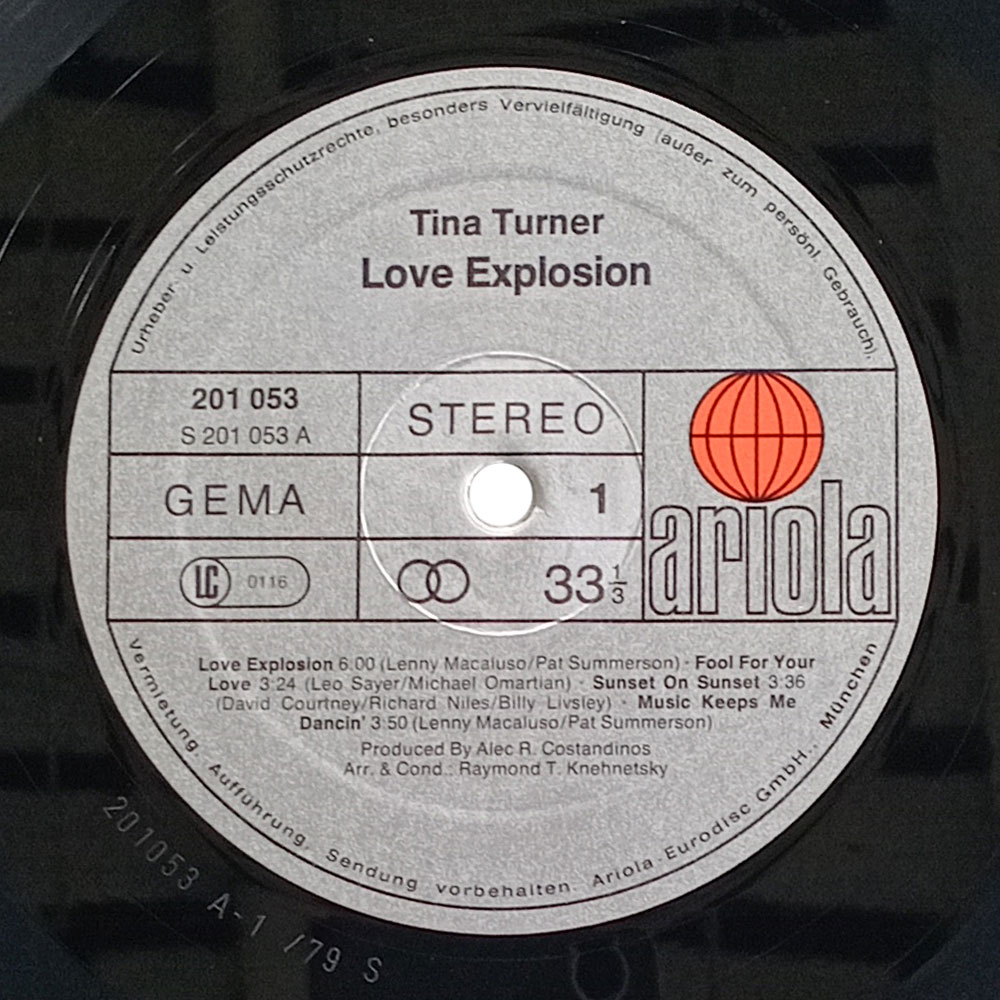 Urheber u. Leistungsschutzrechte, besonders Vervielfältigung (außer zum persönl. Gebrauch),
Tina Turner
Love Explosion
201 053
S 201 053 A
STEREO
GEMA
1
LC 0116
33 1/3
ariola
Love Explosion 6:00 (Lenny Macaluso/Pat Summerson) · Fool For Your
Love 3:24 (Leo Sayer/Michael Omartian) · Sunset On Sunset 3:36
(David Courtney/Richard Niles/Billy Livsley) · Music Keeps Me
Dancin' 3:50 (Lenny Macaluso/Pat Summerson)
Produced By Alec R. Costandinos
Arr. & Cond.: Raymond T. Knehnetsky
Vermietung, Aufführung, Sendung vorbehalten. Ariola-Eurodisc GmbH., München
201053 A-1 /79 S